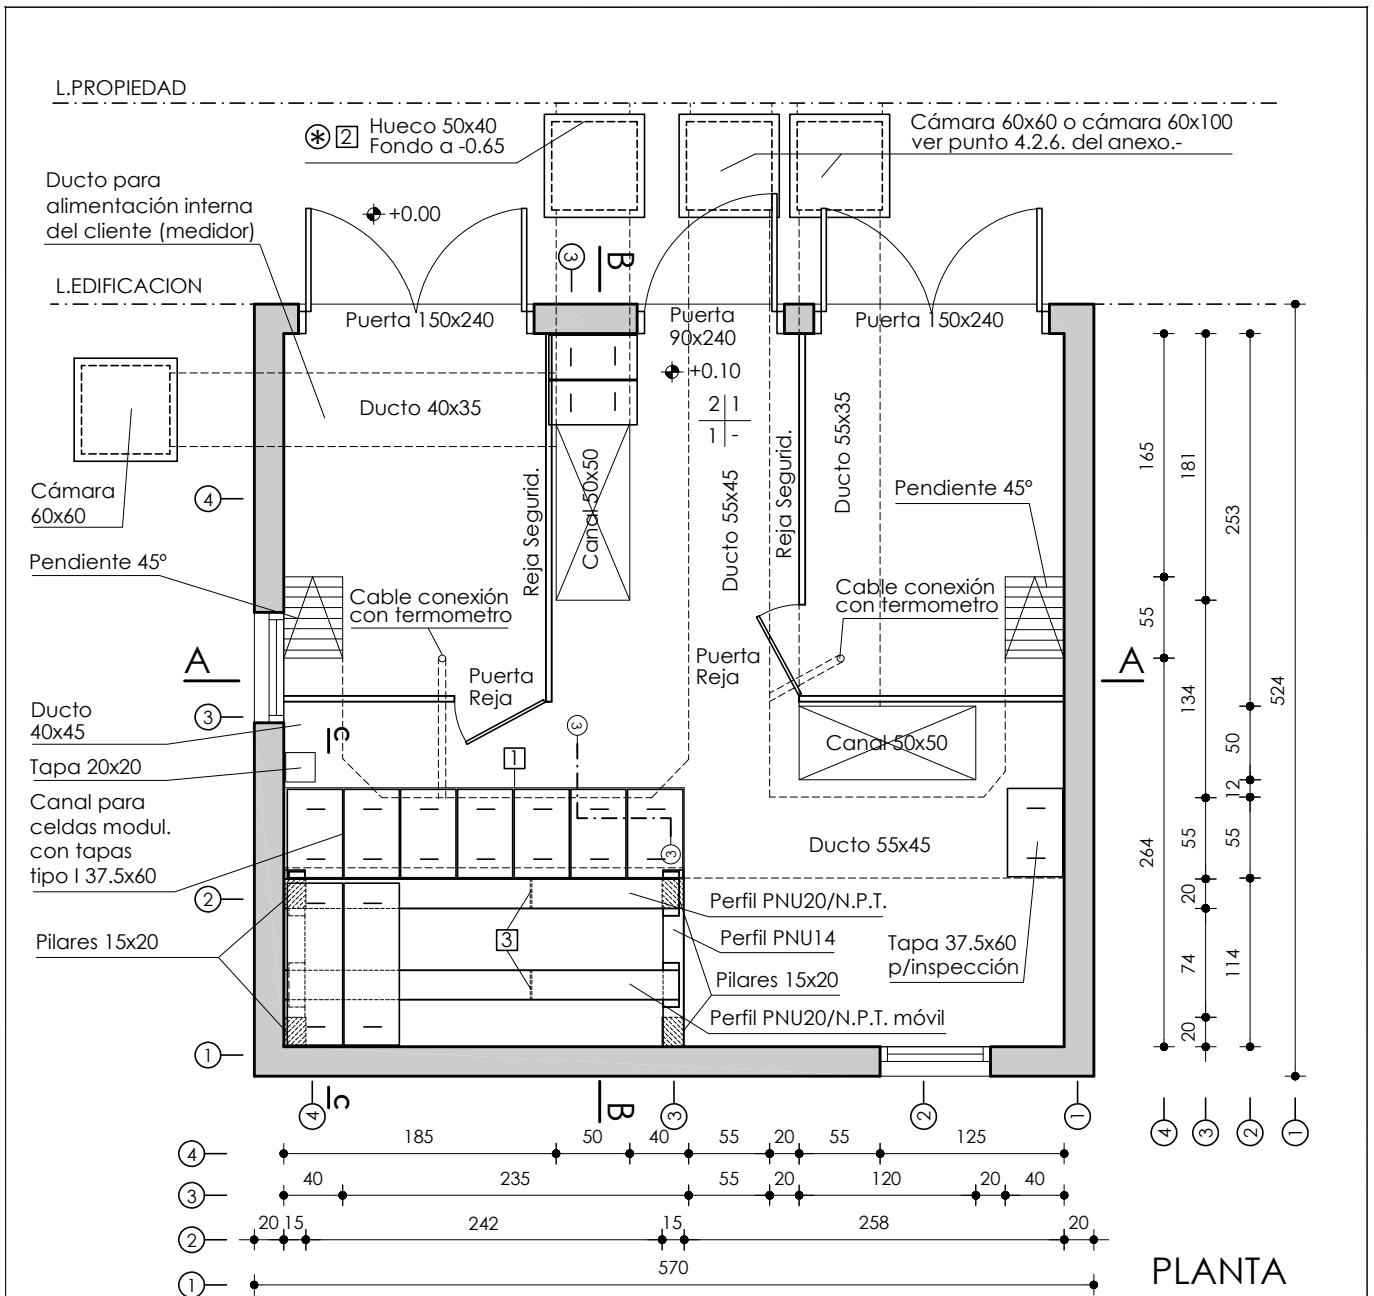 L.PROPIEDAD
2
Hueco 50x40
Fondo a -0.65
Cámara 60x60 o cámara 60x100
ver punto 4.2.6. del anexo.-
Ducto para
alimentación interna
del cliente (medidor)
+0.00
3
B
L.EDIFICACION
Puerta 150x240
Puerta
90x240
Puerta 150x240
+0.10
2 1
1 -
Ducto 40x35
Canal 50x50
Reja Segurid.
Ducto 55x45
Reja Segurid.
Ducto 55x35
Cámara
60x60
4
Pendiente 45º
Pendiente 45º
Cable conexión
con termometro
Cable conexión
con termometro
A
A
Puerta
Reja
Puerta
Reja
3
Ducto
40x45
c
3
1
Canal 50x50
Tapa 20x20
Canal para
celdas modul.
con tapas
tipo I 37.5x60
Ducto 55x45
3
2
Perfil PNU20/N.P.T.
Pilares 15x20
3
Perfil PNU14
Tapa 37.5x60
p/inspección
Pilares 15x20
Perfil PNU20/N.P.T. móvil
1
4
c
B
3
2
1
165
55
264
4
181
134
55
20
74
20
3
253
50
12
55
114
2
524
1
4
185 50 40 55 20 55 125
3
40 235 55 20 120 20 40
2
20 15 242 15 258 20
1
570
PLANTA